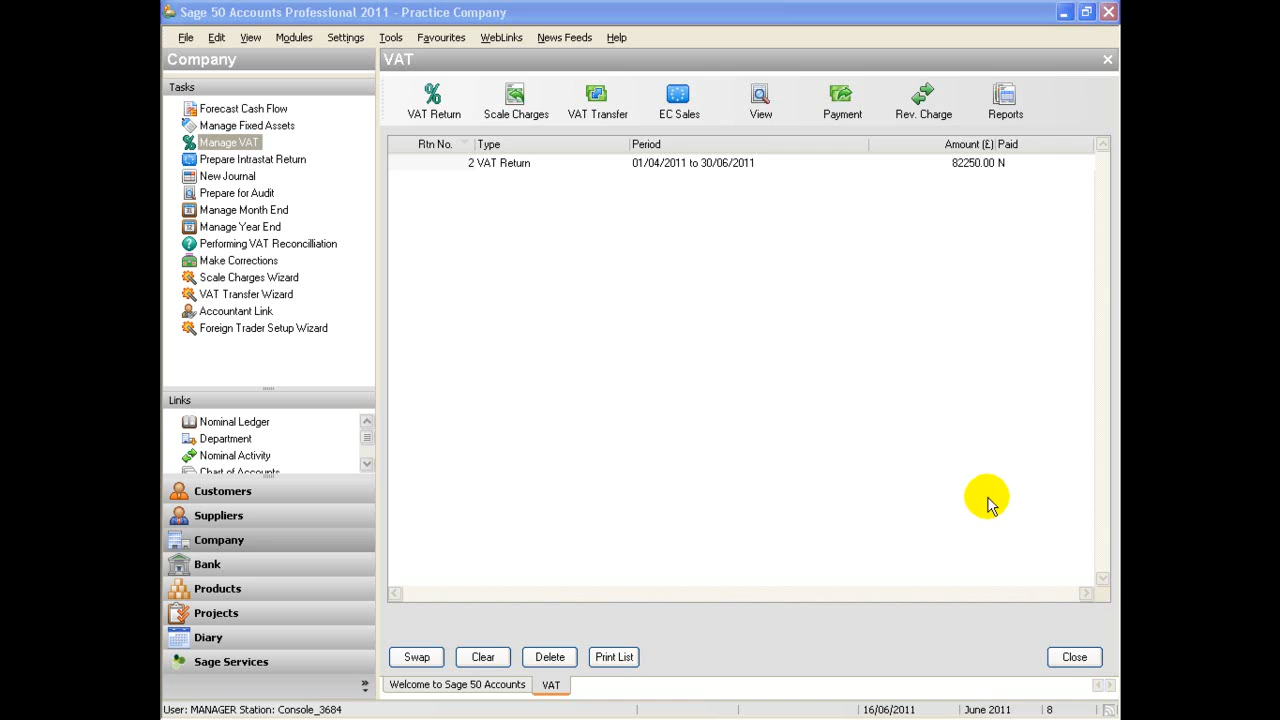 Sage 50 Accounts Professional 2011 - Practice Company
File Edit View Modules Settings Tools Favourites WebLinks News Feeds Help
Company
Tasks
Forecast Cash Flow
Manage Fixed Assets
Manage VAT
Prepare Intrastat Return
New Journal
Prepare for Audit
Manage Month End
Manage Year End
Performing VAT Reconcilliation
Make Corrections
Scale Charges Wizard
VAT Transfer Wizard
Accountant Link
Foreign Trader Setup Wizard
Links
Nominal Ledger
Department
Nominal Activity
Chart of Accounts
Customers
Suppliers
Company
Bank
Products
Projects
Diary
Sage Services
VAT
VAT Return Scale Charges VAT Transfer EC Sales View Payment Rev. Charge Reports
Rtn No. Type Period Amount (£) Paid
2 VAT Return 01/04/2011 to 30/06/2011 82250.00 N
Swap Clear Delete Print List Close
Welcome to Sage 50 Accounts VAT
User: MANAGER Station: Console_3684 16/06/2011 June 2011 8